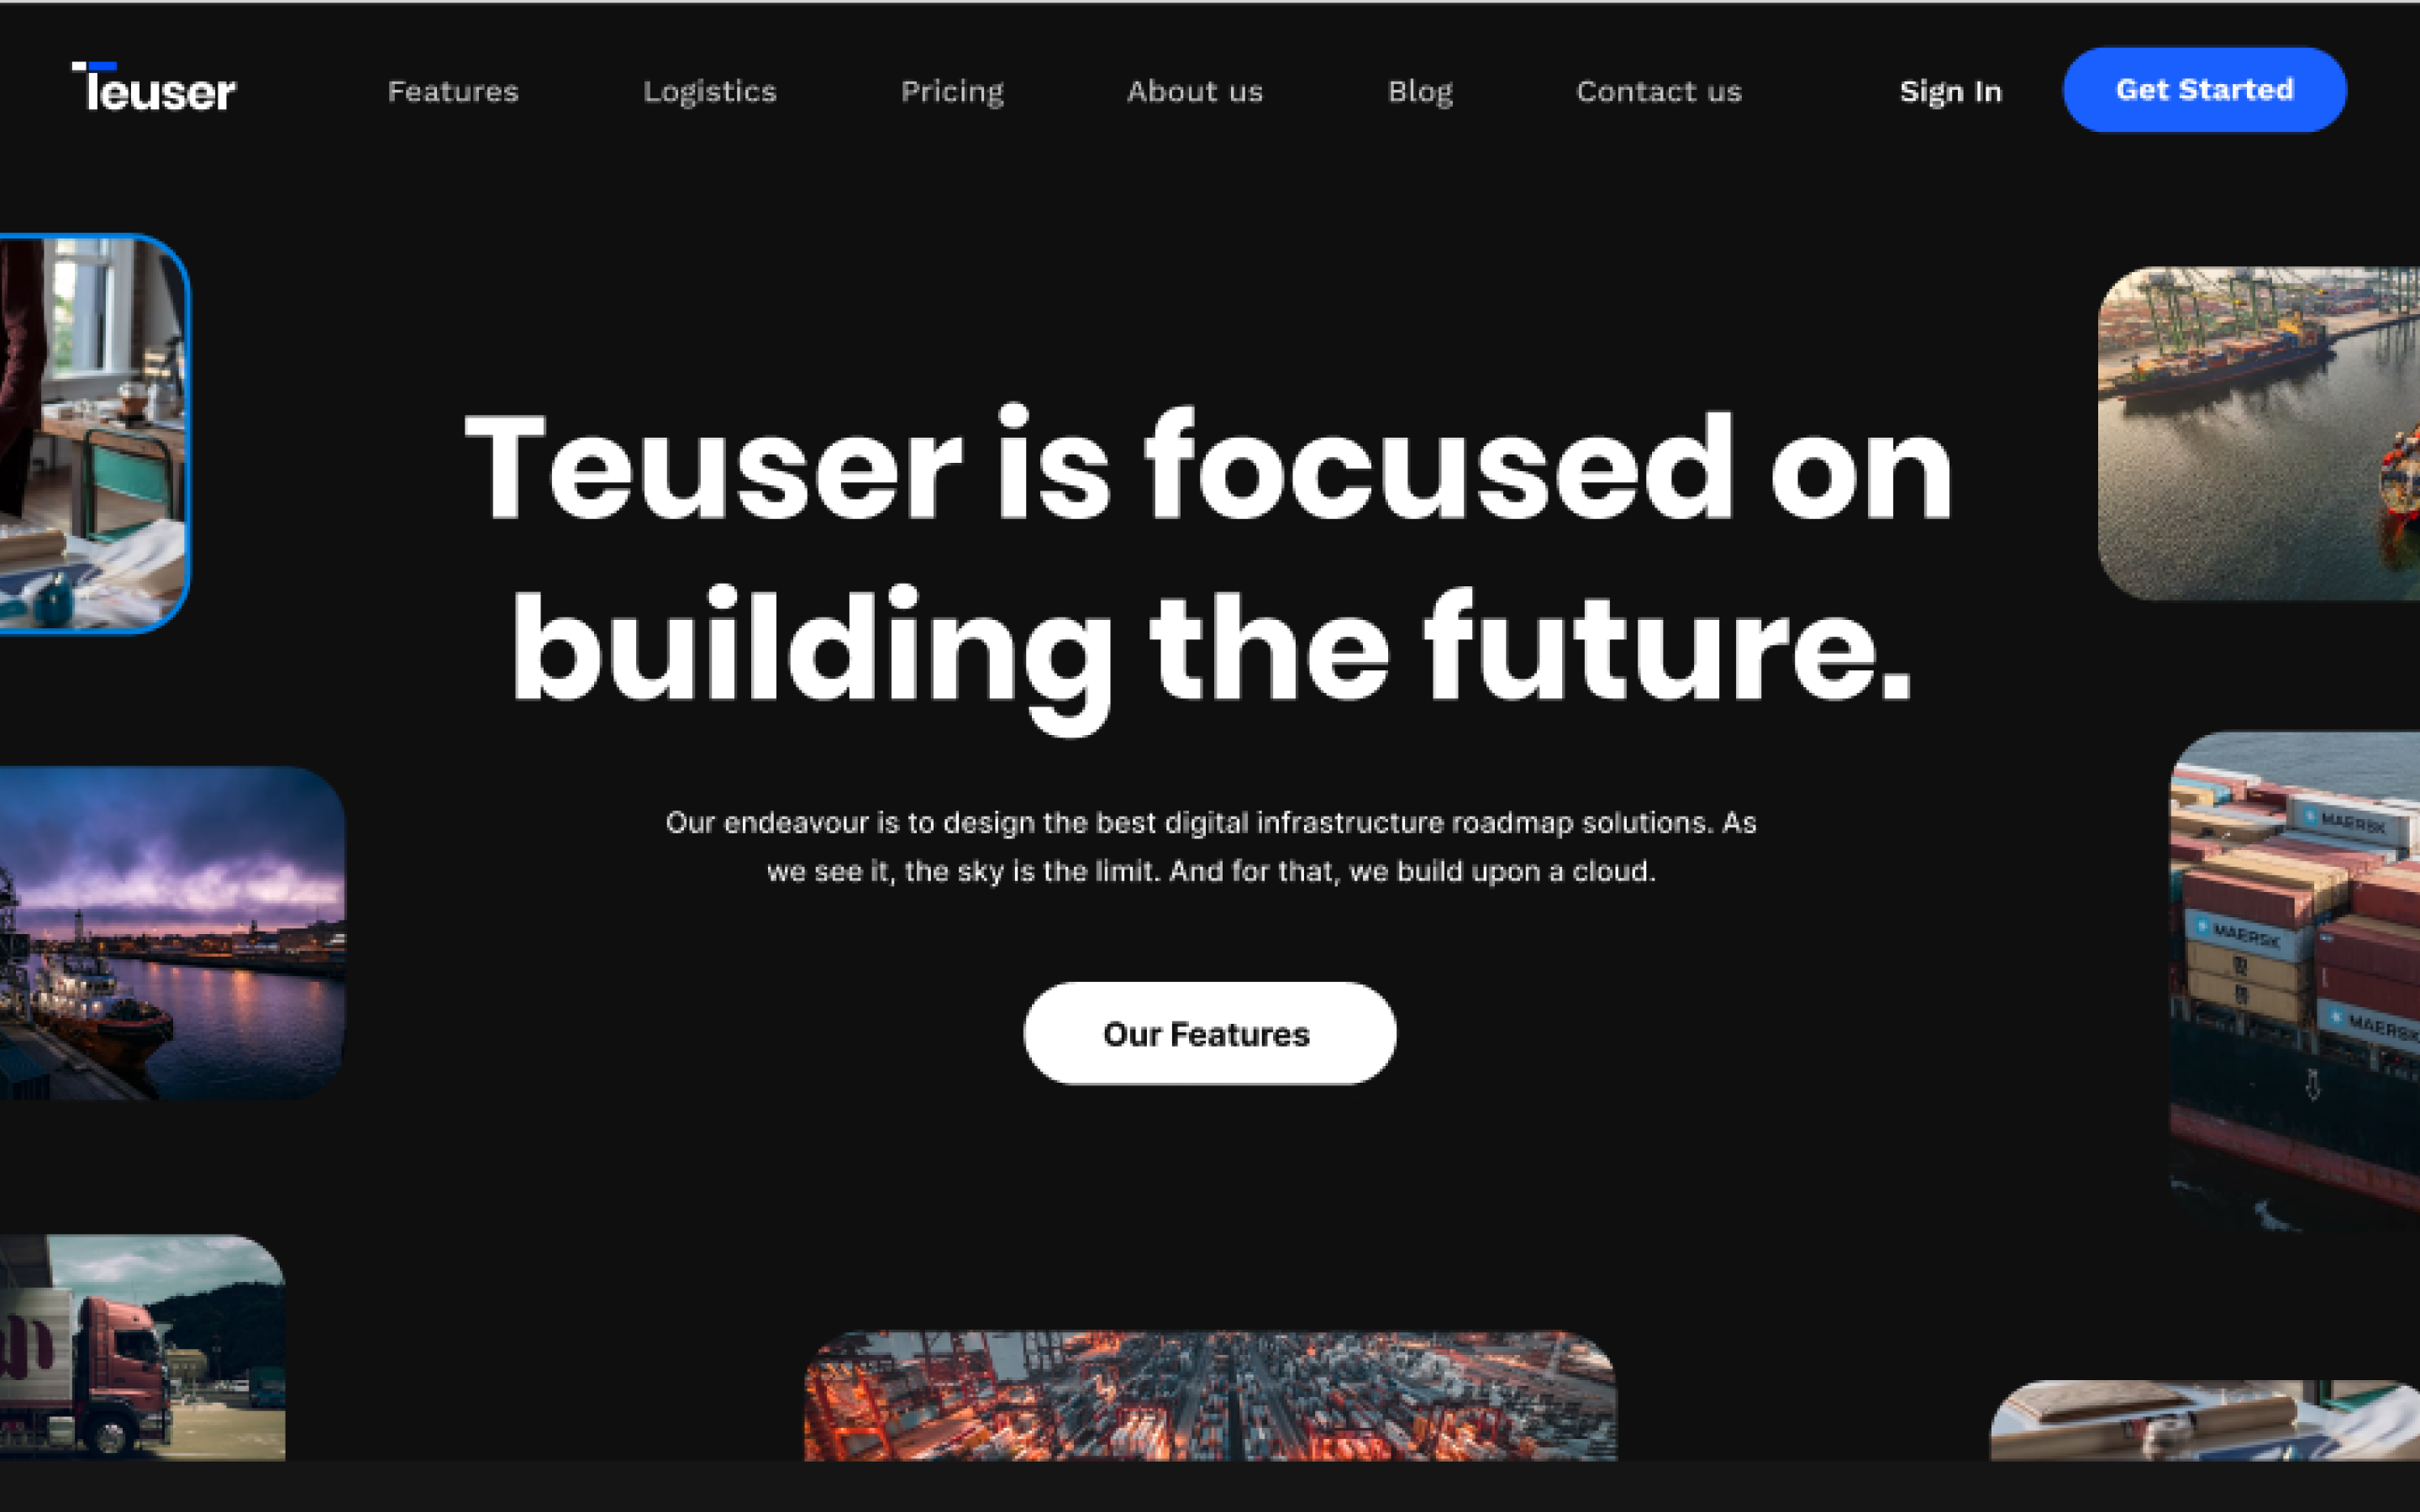 Teuser
Features
Logistics
Pricing
About us
Blog
Contact us
Sign In
Get Started
Teuser is focused on
building the future.
Our endeavour is to design the best digital infrastructure roadmap solutions. As
we see it, the sky is the limit. And for that, we build upon a cloud.
Our Features
MAERSK
MAERSK
MAERSK